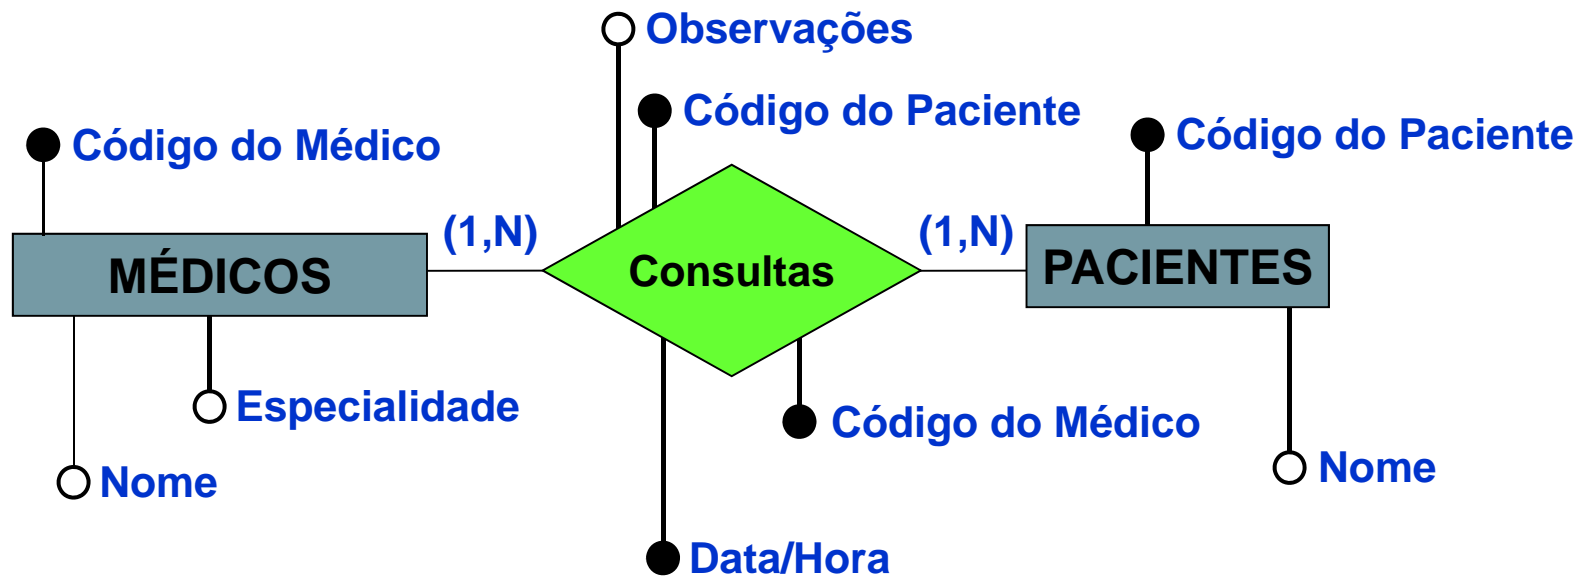 Observações
Código do Paciente
Código do Médico
Código do Paciente
(1,N)
(1,N)
MÉDICOS
Consultas
PACIENTES
Especialidade
Código do Médico
Nome
Nome
Data/Hora